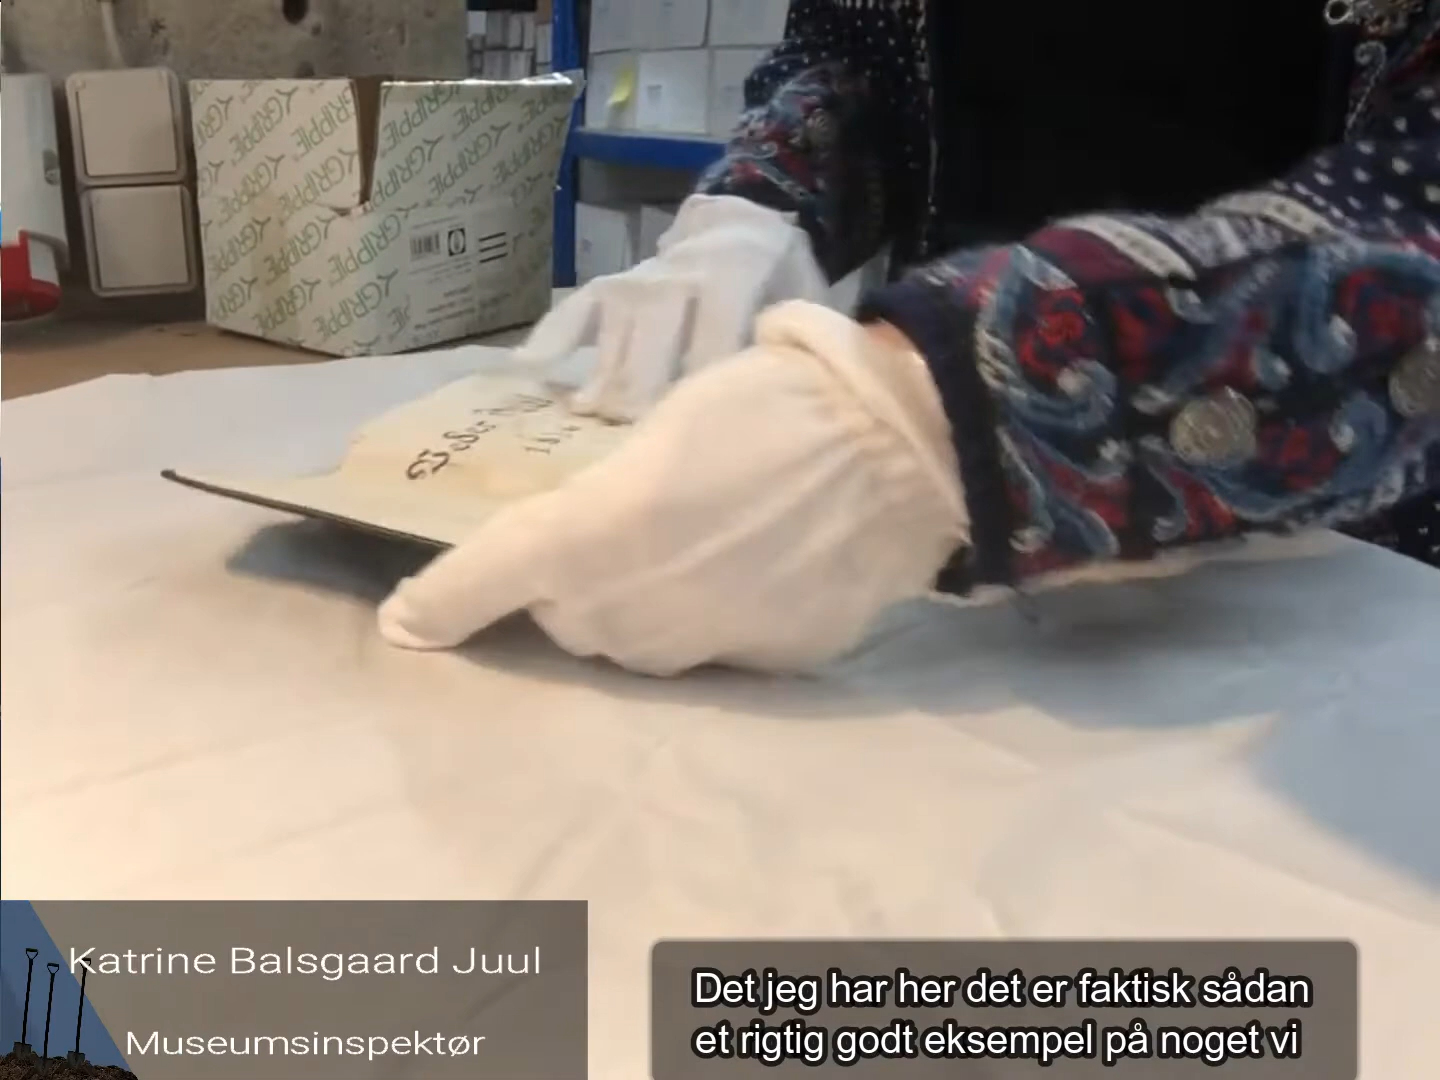 GRIPPLE
Katrine Balsgaard Juul
Museumsinspektør
Det jeg har her det er faktisk sådan
et rigtig godt eksempel på noget vi